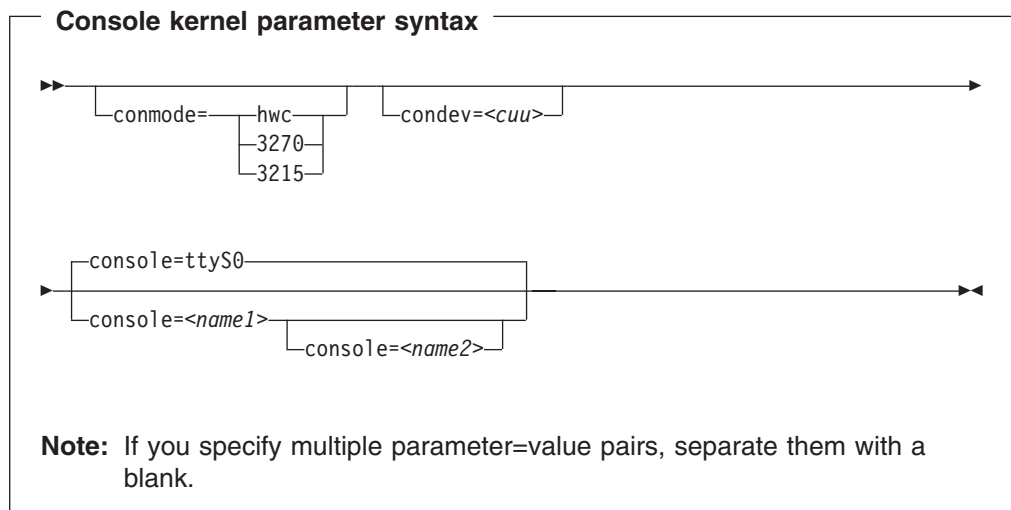 Console kernel parameter syntax
conmode= hwc condev=<cuu>
3270
3215
console=ttyS0
console=<name1>
console=<name2>
Note: If you specify multiple parameter=value pairs, separate them with a
blank.